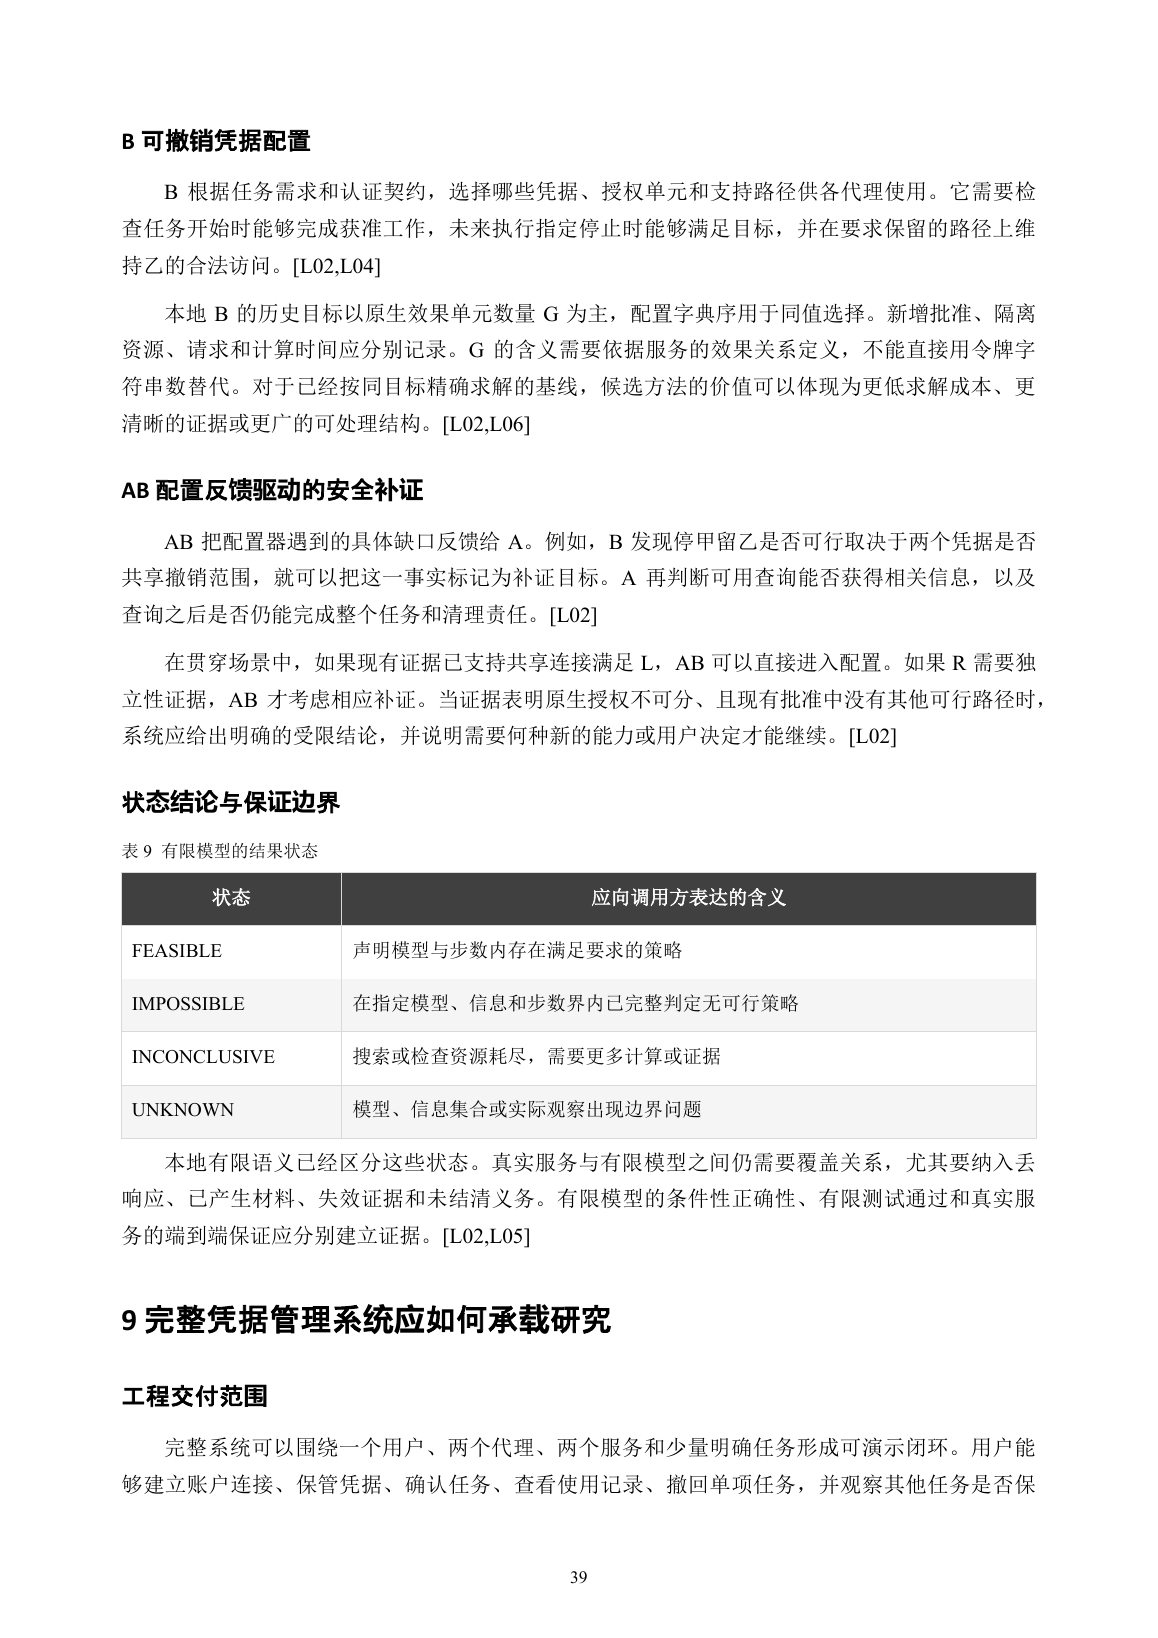 B 可撤销凭据配置
B 根据任务需求和认证契约，选择哪些凭据、授权单元和支持路径供各代理使用。它需要检
查任务开始时能够完成获准工作，未来执行指定停止时能够满足目标，并在要求保留的路径上维
持乙的合法访问。[L02,L04]
本地 B 的历史目标以原生效果单元数量 G 为主，配置字典序用于同值选择。新增批准、隔离
资源、请求和计算时间应分别记录。G 的含义需要依据服务的效果关系定义，不能直接用令牌字
符串数替代。对于已经按同目标精确求解的基线，候选方法的价值可以体现为更低求解成本、更
清晰的证据或更广的可处理结构。[L02,L06]
AB 配置反馈驱动的安全补证
AB 把配置器遇到的具体缺口反馈给 A。例如，B 发现停甲留乙是否可行取决于两个凭据是否
共享撤销范围，就可以把这一事实标记为补证目标。A 再判断可用查询能否获得相关信息，以及
查询之后是否仍能完成整个任务和清理责任。[L02]
在贯穿场景中，如果现有证据已支持共享连接满足 L，AB 可以直接进入配置。如果 R 需要独
立性证据，AB 才考虑相应补证。当证据表明原生授权不可分、且现有批准中没有其他可行路径时，
系统应给出明确的受限结论，并说明需要何种新的能力或用户决定才能继续。[L02]
状态结论与保证边界
表 9 有限模型的结果状态
状态 应向调用方表达的含义
FEASIBLE 声明模型与步数内存在满足要求的策略
IMPOSSIBLE 在指定模型、信息和步数界内已完整判定无可行策略
INCONCLUSIVE 搜索或检查资源耗尽，需要更多计算或证据
UNKNOWN 模型、信息集合或实际观察出现边界问题
本地有限语义已经区分这些状态。真实服务与有限模型之间仍需要覆盖关系，尤其要纳入丢
响应、已产生材料、失效证据和未结清义务。有限模型的条件性正确性、有限测试通过和真实服
务的端到端保证应分别建立证据。[L02,L05]
9 完整凭据管理系统应如何承载研究
工程交付范围
完整系统可以围绕一个用户、两个代理、两个服务和少量明确任务形成可演示闭环。用户能
够建立账户连接、保管凭据、确认任务、查看使用记录、撤回单项任务，并观察其他任务是否保
39